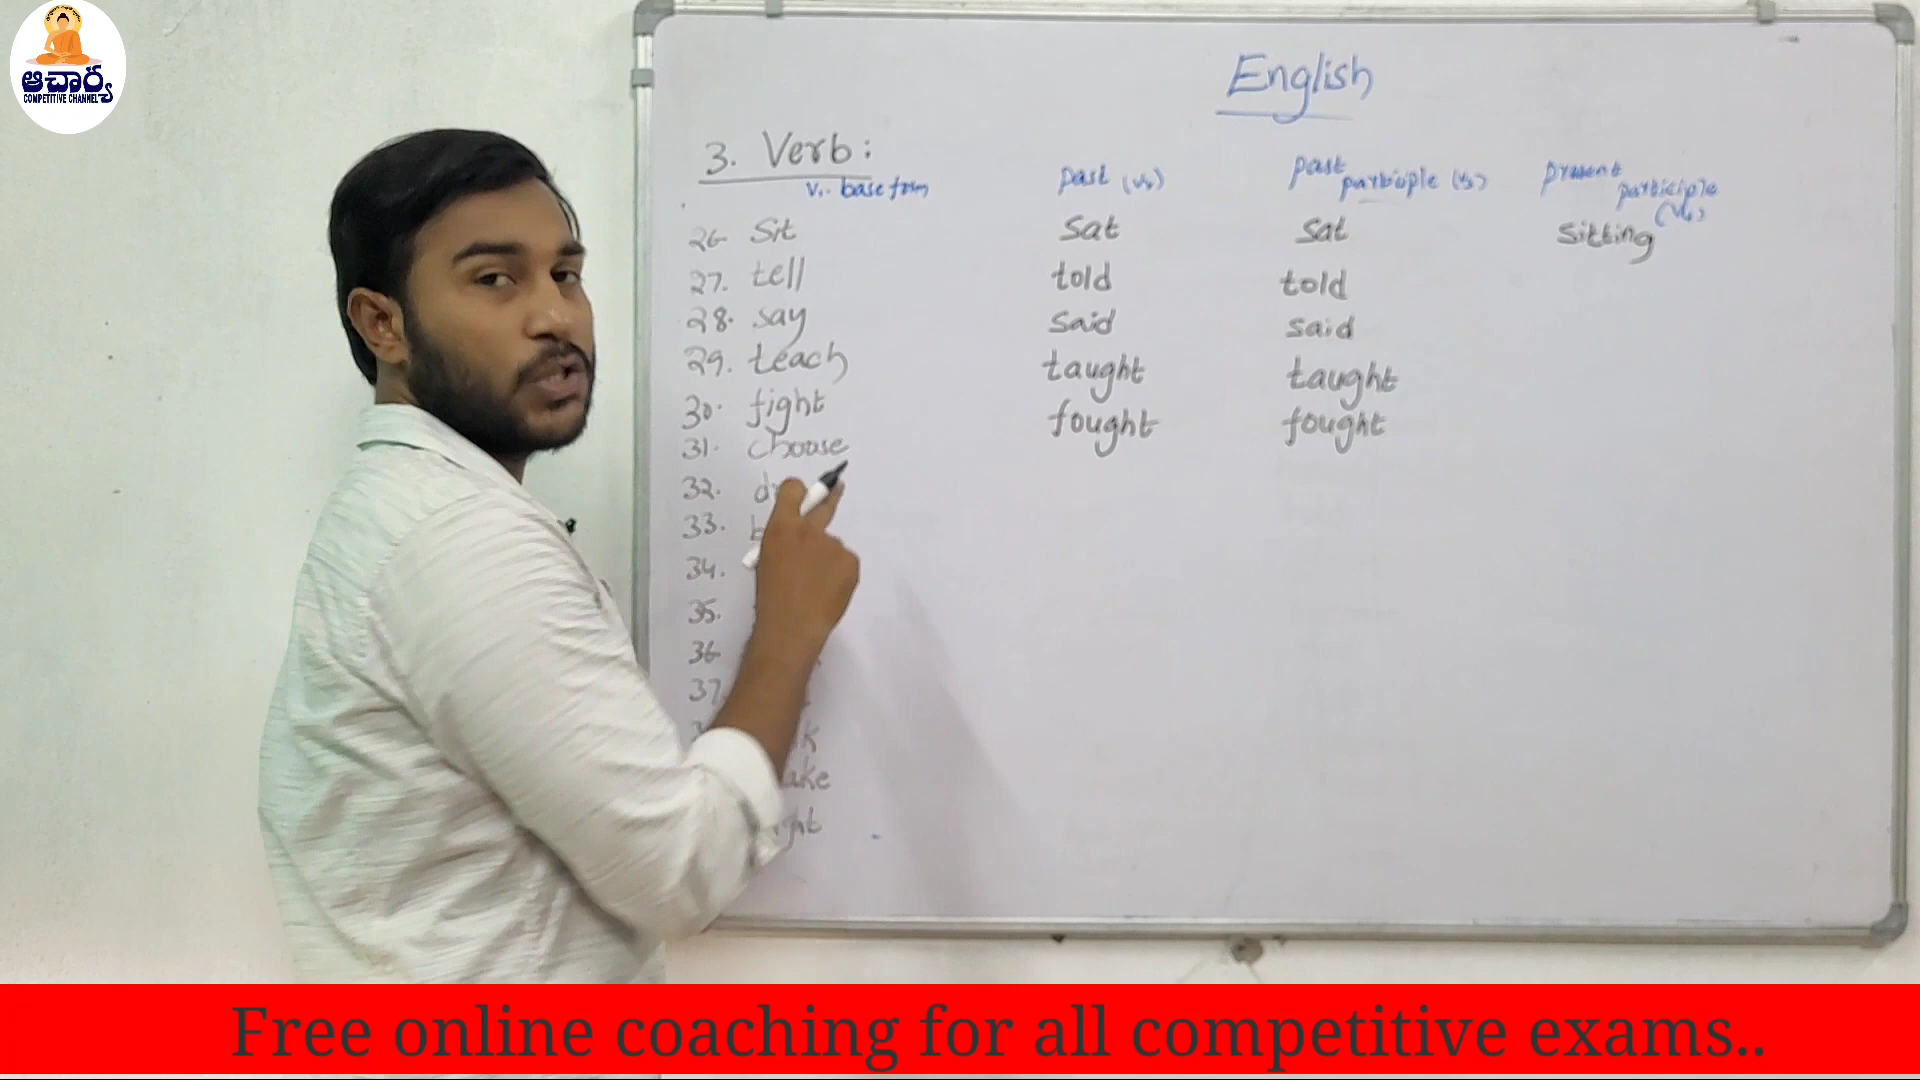 ఆచార్య
COMPETITIVE CHANNEL
English
3. Verb:
V₁. base form past (V₂) past participle (V₃) present participle (V₄)
26 Sit sat sat sitting
27. tell told told
28. say said said
29. teach taught taught
30. fight fought fought
31. choose
32.
33.
34.
35.
36
37
Free online coaching for all competitive exams..